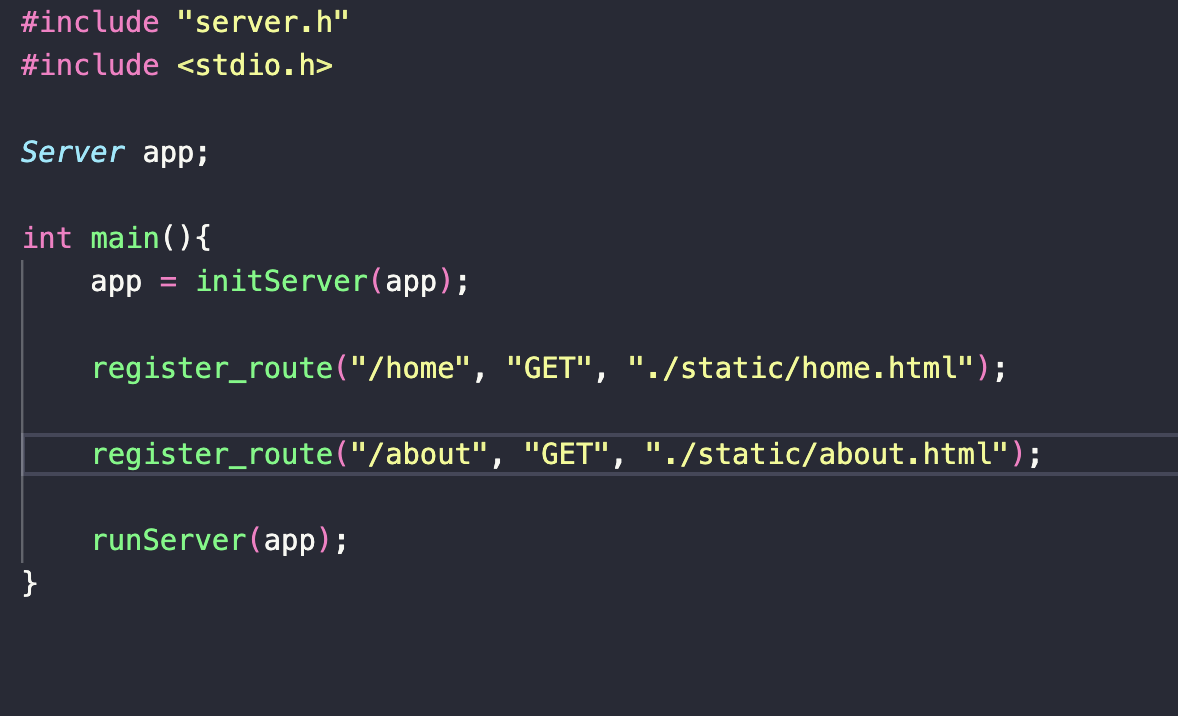 #include "server.h"
#include <stdio.h>
Server app;
int main(){
app = initServer(app);
register_route("/home", "GET", "./static/home.html");
register_route("/about", "GET", "./static/about.html");
runServer(app);
}